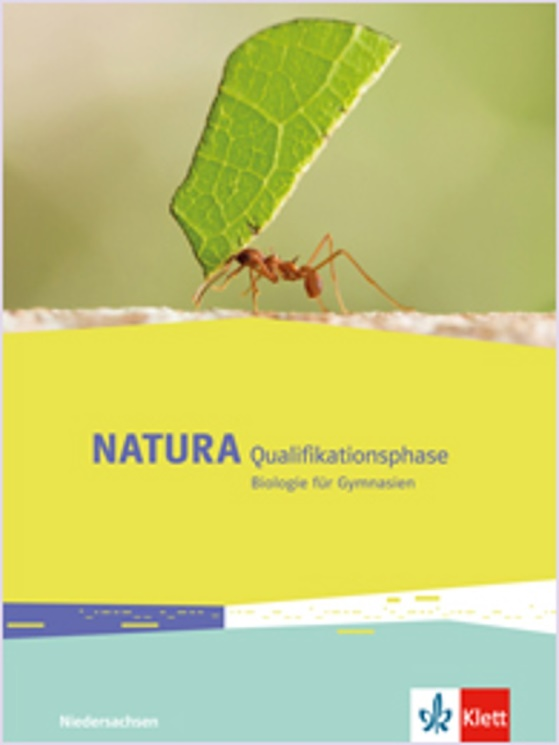 NATURA Qualifikationsphase
Biologie für Gymnasien
Niedersachsen
Klett